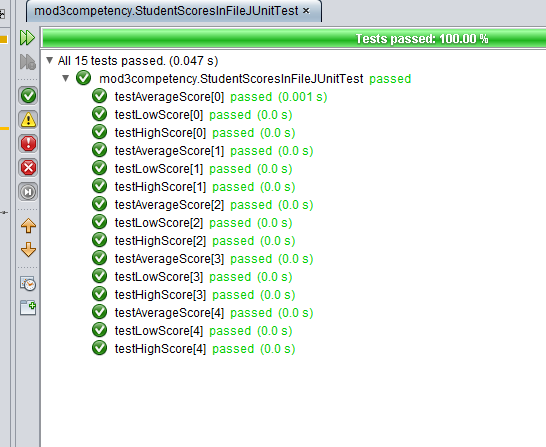 mod3competency.StudentScoresInFileJUnitTest ×
Tests passed: 100.00 %
All 15 tests passed. (0.047 s)
mod3competency.StudentScoresInFileJUnitTest passed
testAverageScore[0] passed (0.001 s)
testLowScore[0] passed (0.0 s)
testHighScore[0] passed (0.0 s)
testAverageScore[1] passed (0.0 s)
testLowScore[1] passed (0.0 s)
testHighScore[1] passed (0.0 s)
testAverageScore[2] passed (0.0 s)
testLowScore[2] passed (0.0 s)
testHighScore[2] passed (0.0 s)
testAverageScore[3] passed (0.0 s)
testLowScore[3] passed (0.0 s)
testHighScore[3] passed (0.0 s)
testAverageScore[4] passed (0.0 s)
testLowScore[4] passed (0.0 s)
testHighScore[4] passed (0.0 s)